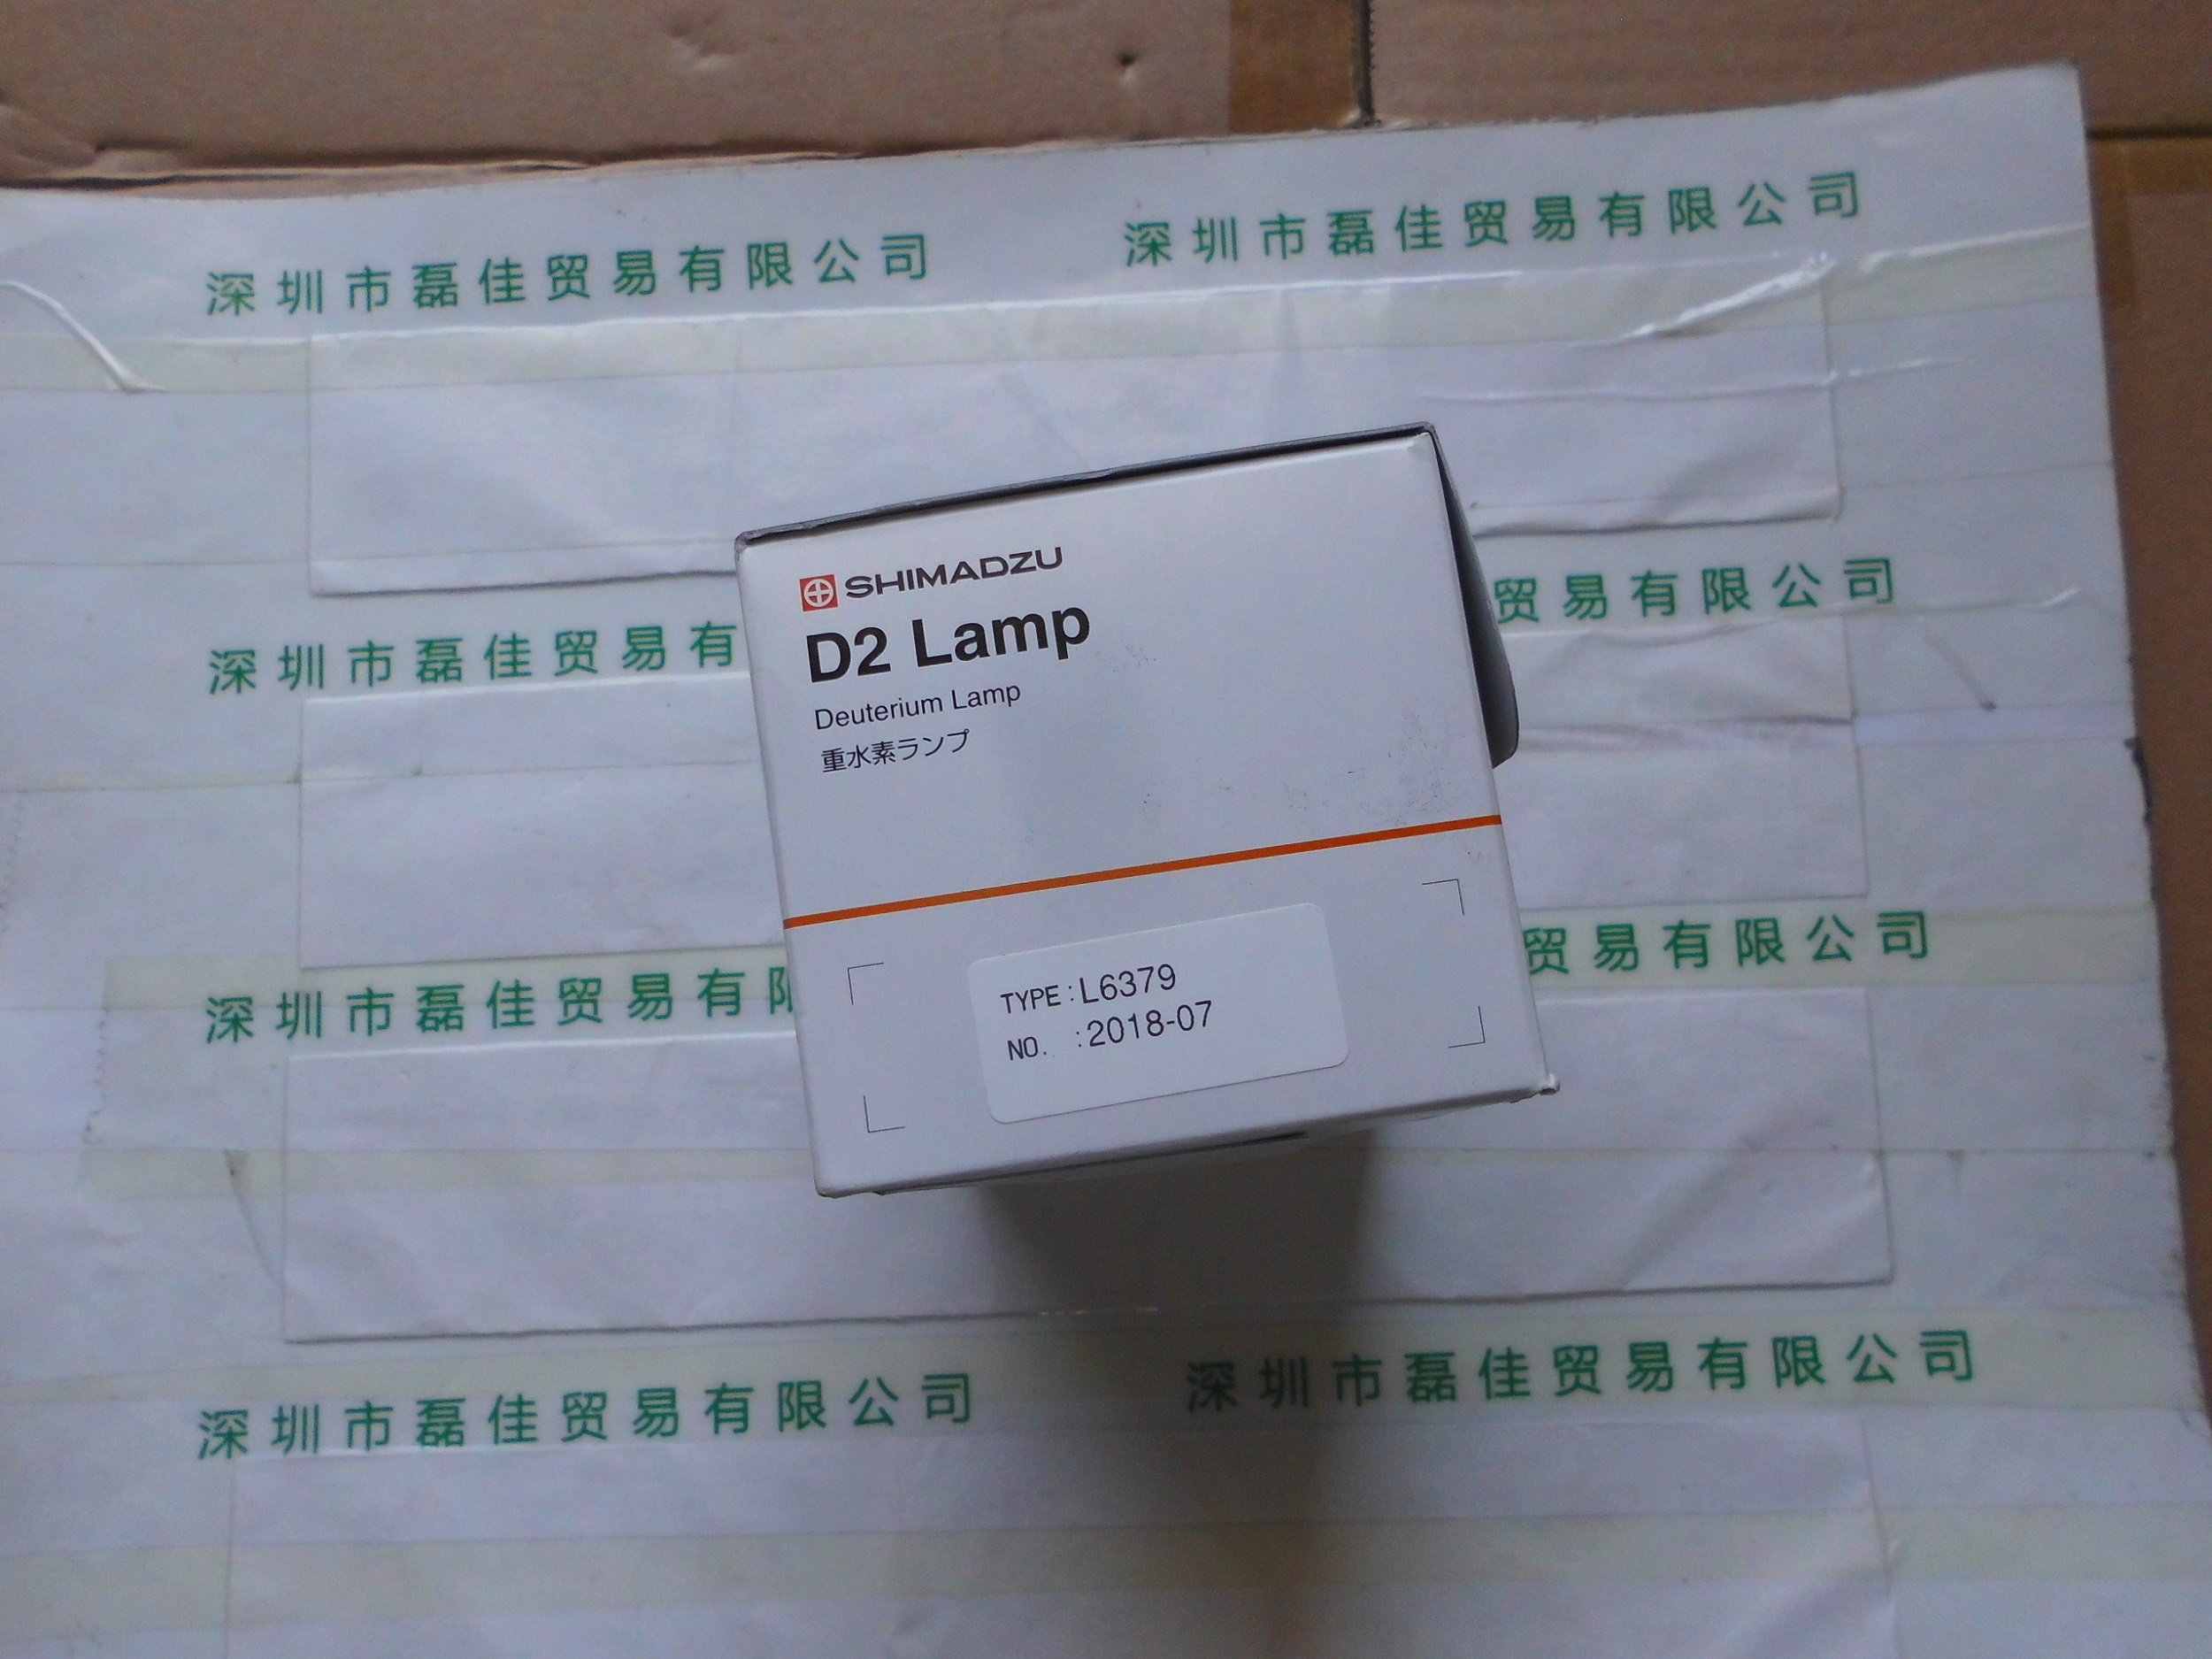 深圳市磊佳贸易有限公司 深圳市磊佳贸易有限公司
SHIMADZU
D2 Lamp
Deuterium Lamp
重水素ランプ
深圳市磊佳贸易有 贸易有限公司
深圳市磊佳贸易有限 贸易有限公司
TYPE:L6379
NO. :2018-07
深圳市磊佳贸易有限公司 深圳市磊佳贸易有限公司